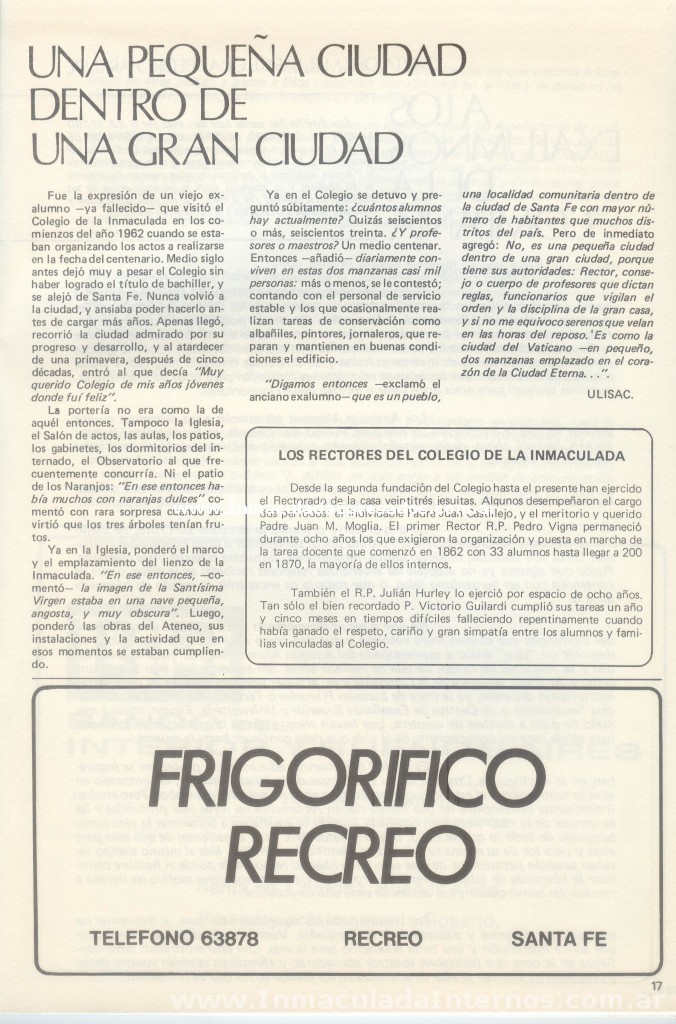 UNA PEQUEÑA CIUDAD
DENTRO DE
UNA GRAN CIUDAD
Fue la expresión de un viejo ex-
alumno —ya fallecido— que visitó el
Colegio de la Inmaculada en los co-
mienzos del año 1962 cuando se esta-
ban organizando los actos a realizarse
en la fecha del centenario. Medio siglo
antes dejó muy a pesar el Colegio sin
haber logrado el título de bachiller, y
se alejó de Santa Fe. Nunca volvió a
la ciudad, y ansiaba poder hacerlo an-
tes de cargar más años. Apenas llegó,
recorrió la ciudad admirado por su
progreso y desarrollo, y al atardecer
de una primavera, después de cinco
décadas, entró al que decía "Muy
querido Colegio de mis años jóvenes
donde fuí feliz".
La portería no era como la de
aquél entonces. Tampoco la Iglesia,
el Salón de actos, las aulas, los patios,
los gabinetes, los dormitorios del in-
ternado, el Observatorio al que fre-
cuentemente concurría. Ni el patio
de los Naranjos: "En ese entonces ha-
bía muchos con naranjas dulces" co-
mentó con rara sorpresa cuando ad-
virtió que los tres árboles tenían fru-
tos.
Ya en la Iglesia, ponderó el marco
y el emplazamiento del lienzo de la
Inmaculada. "En ese entonces, —co-
mentó— la imagen de la Santísima
Virgen estaba en una nave pequeña,
angosta, y muy obscura". Luego,
ponderó las obras del Ateneo, sus
instalaciones y la actividad que en
esos momentos se estaban cumplien-
do.
Ya en el Colegio se detuvo y pre-
guntó súbitamente: ¿cuántos alumnos
hay actualmente? Quizás seiscientos
o más, seiscientos treinta. ¿Y profe-
sores o maestros? Un medio centenar.
Entonces —añadió— diariamente con-
viven en estas dos manzanas casi mil
personas: más o menos, se le contestó;
contando con el personal de servicio
estable y los que ocasionalmente rea-
lizan tareas de conservación como
albañiles, pintores, jornaleros, que re-
paran y mantienen en buenas condi-
ciones el edificio.
"Digamos entonces —exclamó el
anciano exalumno— que es un pueblo,
una localidad comunitaria dentro de
la ciudad de Santa Fe con mayor nú-
mero de habitantes que muchos dis-
tritos del país. Pero de inmediato
agregó: No, es una pequeña ciudad
dentro de una gran ciudad, porque
tiene sus autoridades: Rector, conse-
jo o cuerpo de profesores que dictan
reglas, funcionarios que vigilan el
orden y la disciplina de la gran casa,
y si no me equivoco serenos que velan
en las horas del reposo. Es como la
ciudad del Vaticano —en pequeño,
dos manzanas emplazado en el cora-
zón de la Ciudad Eterna. . .".
ULISAC.
LOS RECTORES DEL COLEGIO DE LA INMACULADA
Desde la segunda fundación del Colegio hasta el presente han ejercido
el Rectorado de la casa veintitrés jesuitas. Algunos desempeñaron el cargo
dos períodos: el inolvidable Padre Juan Castillejo, y el meritorio y querido
Padre Juan M. Moglia. El primer Rector R.P. Pedro Vigna permaneció
durante ocho años los que exigieron la organización y puesta en marcha de
la tarea docente que comenzó en 1862 con 33 alumnos hasta llegar a 200
en 1870, la mayoría de ellos internos.
También el R.P. Julián Hurley lo ejerció por espacio de ocho años.
Tan sólo el bien recordado P. Victorio Guilardi cumplió sus tareas un año
y cinco meses en tiempos difíciles falleciendo repentinamente cuando
había ganado el respeto, cariño y gran simpatía entre los alumnos y fami-
lias vinculadas al Colegio.
FRIGORIFICO
RECREO
TELEFONO 63878 RECREO SANTA FE
17
www.InmaculadaInternos.com.ar